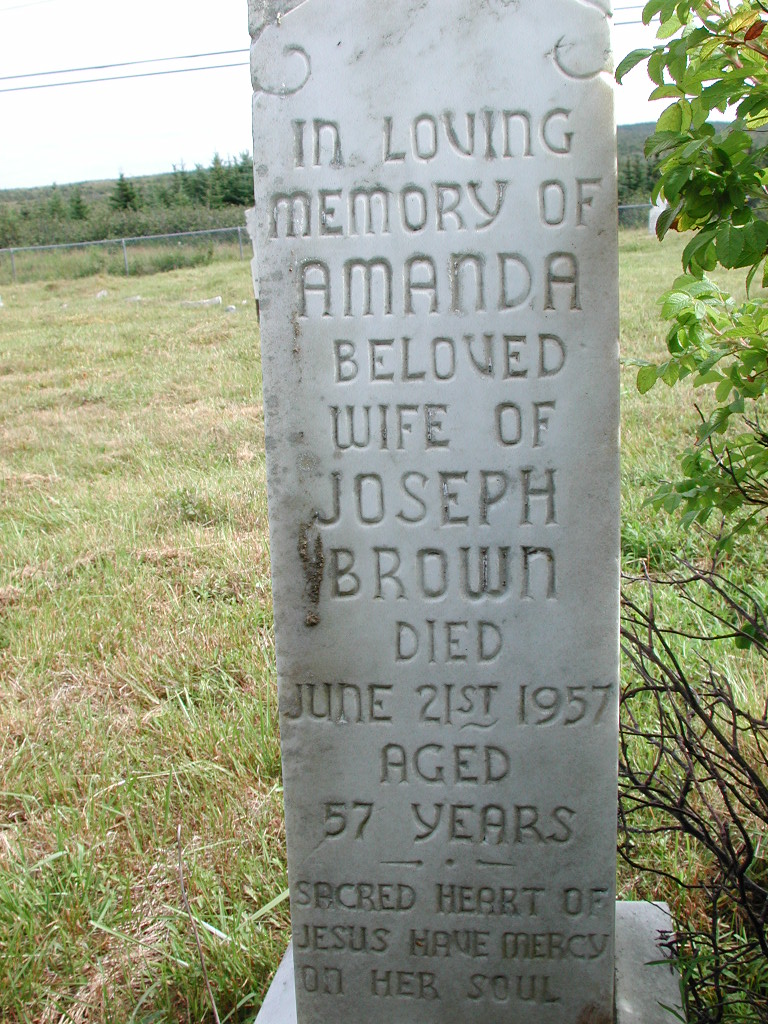 IN LOVING
MEMORY OF
AMANDA
BELOVED
WIFE OF
JOSEPH
BROWN
DIED
JUNE 21ST 1957
AGED
57 YEARS
SACRED HEART OF
JESUS HAVE MERCY
ON HER SOUL